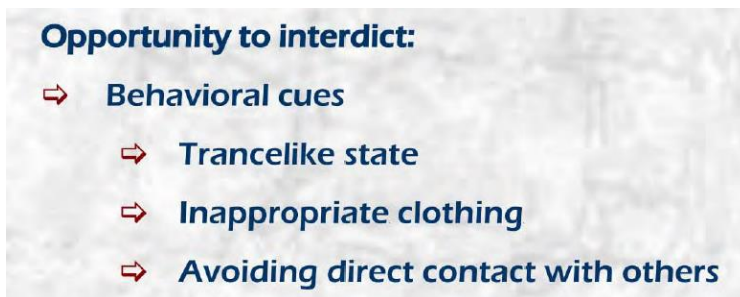 Opportunity to interdict:
⇨ Behavioral cues
⇨ Trancelike state
⇨ Inappropriate clothing
⇨ Avoiding direct contact with others